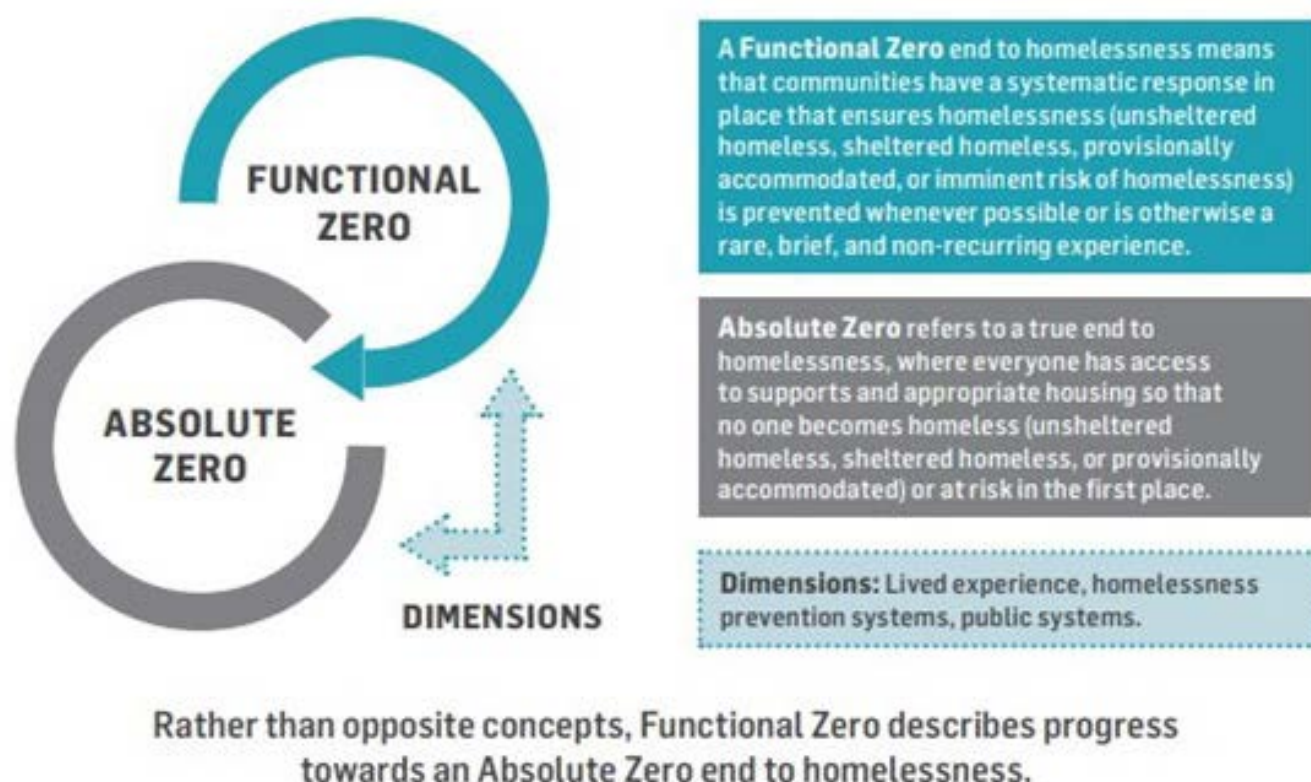 FUNCTIONAL
ZERO
ABSOLUTE
ZERO
DIMENSIONS
A Functional Zero end to homelessness means
that communities have a systematic response in
place that ensures homelessness (unsheltered
homeless, sheltered homeless, provisionally
accommodated, or imminent risk of homelessness)
is prevented whenever possible or is otherwise a
rare, brief, and non-recurring experience.
Absolute Zero refers to a true end to
homelessness, where everyone has access
to supports and appropriate housing so that
no one becomes homeless (unsheltered
homeless, sheltered homeless, or provisionally
accommodated) or at risk in the first place.
Dimensions: Lived experience, homelessness
prevention systems, public systems.
Rather than opposite concepts, Functional Zero describes progress
towards an Absolute Zero end to homelessness.